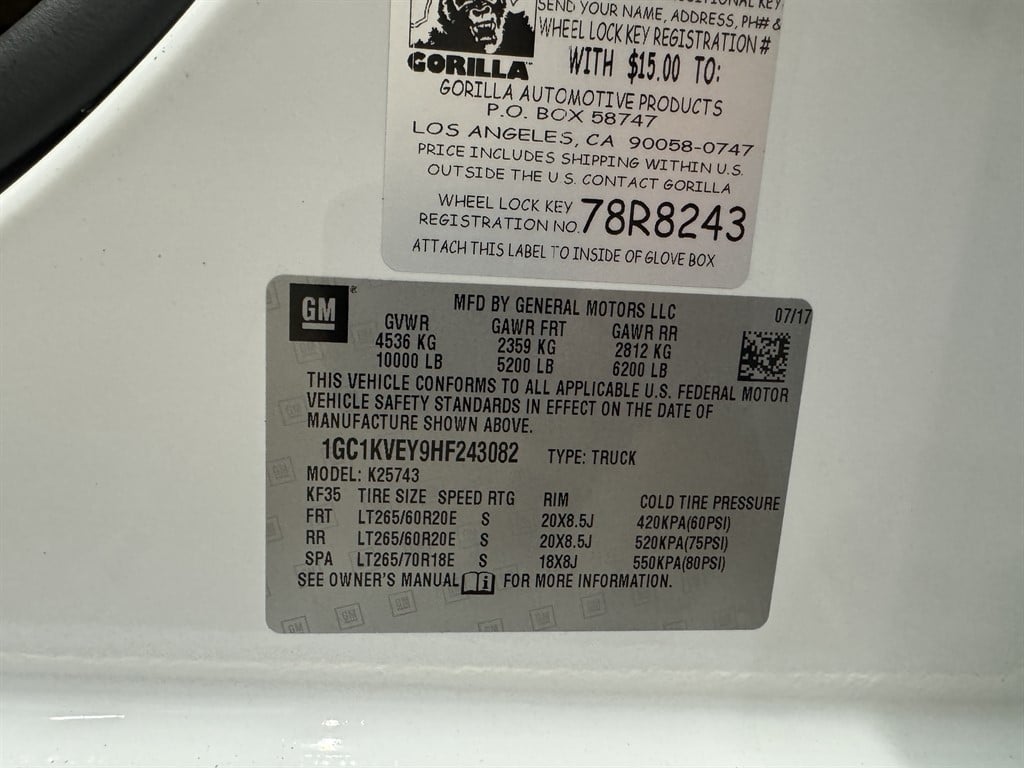 SEND YOUR NAME, ADDRESS, PH# &
WHEEL LOCK KEY REGISTRATION #
WITH $15.00 TO:
GORILLA
GORILLA AUTOMOTIVE PRODUCTS
P.O. BOX 58747
LOS ANGELES, CA 90058-0747
PRICE INCLUDES SHIPPING WITHIN U.S.
OUTSIDE THE U.S. CONTACT GORILLA
WHEEL LOCK KEY
REGISTRATION NO. 78R8243
ATTACH THIS LABEL TO INSIDE OF GLOVE BOX
GM
MFD BY GENERAL MOTORS LLC 07/17
GVWR GAWR FRT GAWR RR
4536 KG 2359 KG 2812 KG
10000 LB 5200 LB 6200 LB
THIS VEHICLE CONFORMS TO ALL APPLICABLE U.S. FEDERAL MOTOR
VEHICLE SAFETY STANDARDS IN EFFECT ON THE DATE OF
MANUFACTURE SHOWN ABOVE.
1GC1KVEY9HF243082 TYPE: TRUCK
MODEL: K25743
KF35 TIRE SIZE SPEED RTG RIM COLD TIRE PRESSURE
FRT LT265/60R20E S 20X8.5J 420KPA(60PSI)
RR LT265/60R20E S 20X8.5J 520KPA(75PSI)
SPA LT265/70R18E S 18X8J 550KPA(80PSI)
SEE OWNER'S MANUAL FOR MORE INFORMATION.